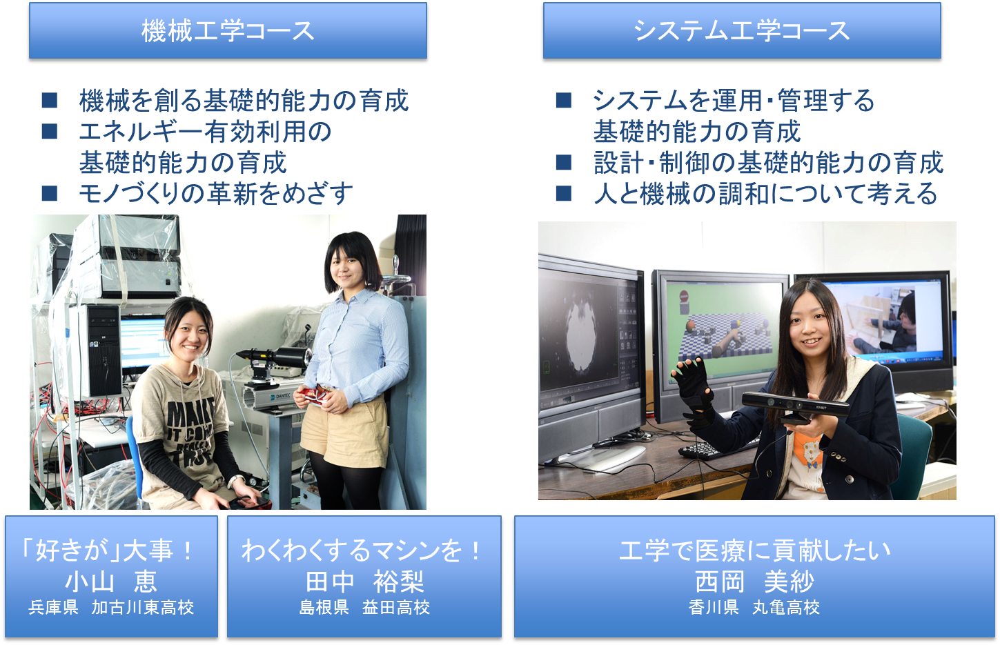 機械工学コース
■ 機械を創る基礎的能力の育成
■ エネルギー有効利用の
基礎的能力の育成
■ モノづくりの革新をめざす
システム工学コース
■ システムを運用・管理する
基礎的能力の育成
■ 設計・制御の基礎的能力の育成
■ 人と機械の調和について考える
DANTEC
MAKE
IT COME
REALLY
TRUE
KINECT
「好きが」大事！
小山 恵
兵庫県 加古川東高校
わくわくするマシンを！
田中 裕梨
島根県 益田高校
工学で医療に貢献したい
西岡 美紗
香川県 丸亀高校